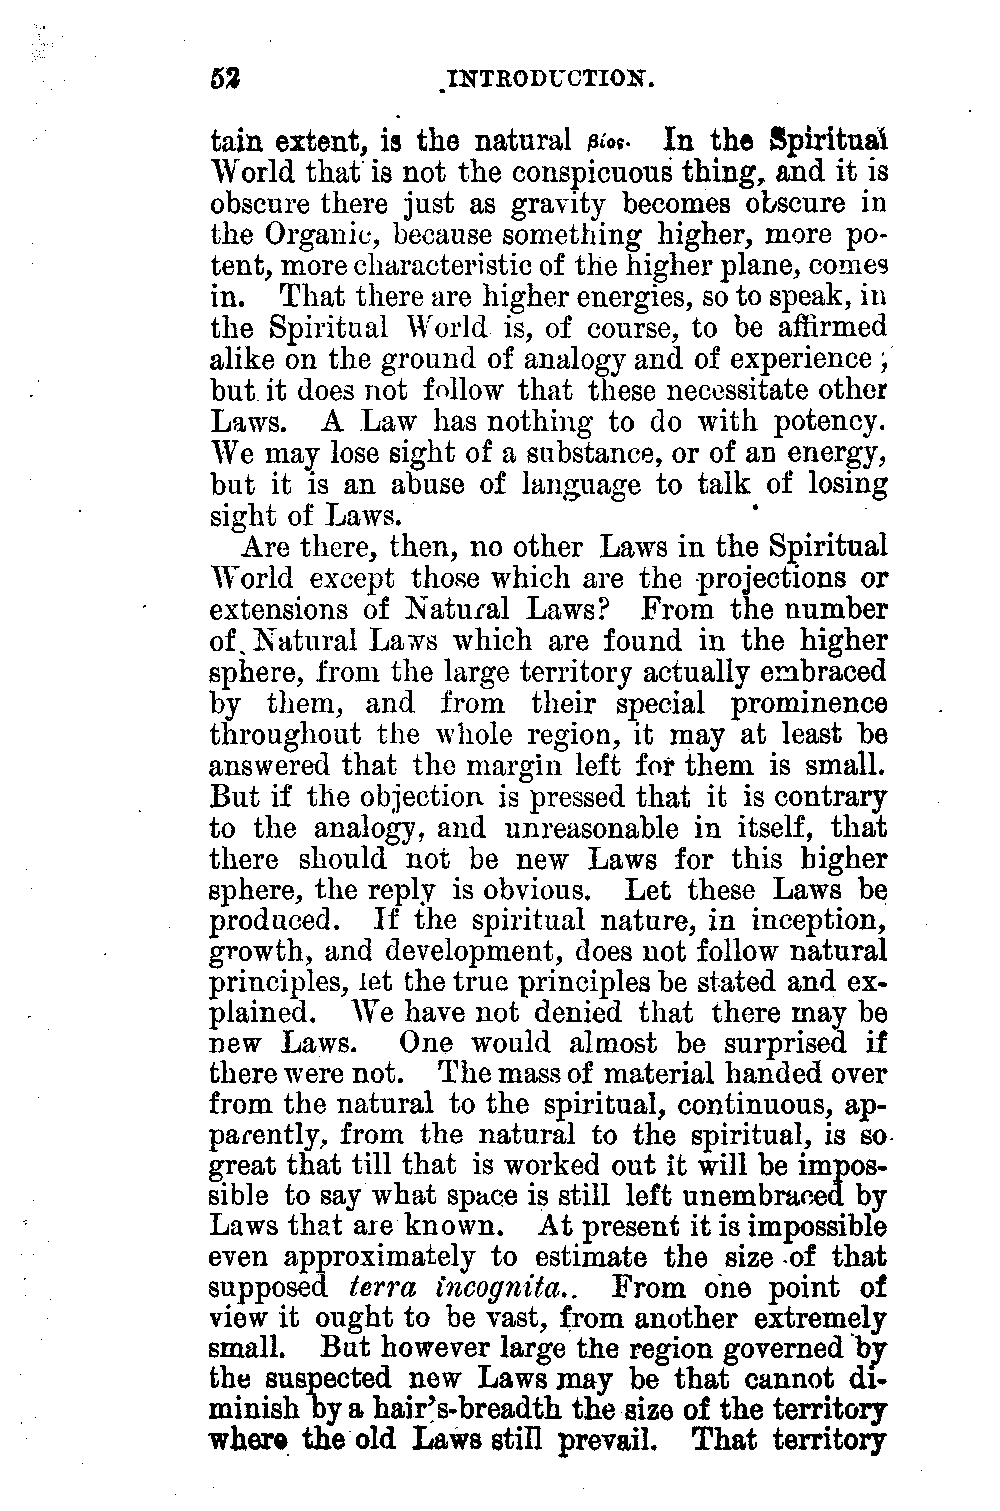 52 INTRODUCTION.
tain extent, is the natural βίος. In the Spiritual
World that is not the conspicuous thing, and it is
obscure there just as gravity becomes obscure in
the Organic, because something higher, more po-
tent, more characteristic of the higher plane, comes
in. That there are higher energies, so to speak, in
the Spiritual World is, of course, to be affirmed
alike on the ground of analogy and of experience;
but it does not follow that these necessitate other
Laws. A Law has nothing to do with potency.
We may lose sight of a substance, or of an energy,
but it is an abuse of language to talk of losing
sight of Laws.
Are there, then, no other Laws in the Spiritual
World except those which are the projections or
extensions of Natural Laws? From the number
of Natural Laws which are found in the higher
sphere, from the large territory actually embraced
by them, and from their special prominence
throughout the whole region, it may at least be
answered that the margin left for them is small.
But if the objection is pressed that it is contrary
to the analogy, and unreasonable in itself, that
there should not be new Laws for this higher
sphere, the reply is obvious. Let these Laws be
produced. If the spiritual nature, in inception,
growth, and development, does not follow natural
principles, let the true principles be stated and ex-
plained. We have not denied that there may be
new Laws. One would almost be surprised if
there were not. The mass of material handed over
from the natural to the spiritual, continuous, ap-
parently, from the natural to the spiritual, is so
great that till that is worked out it will be impos-
sible to say what space is still left unembraced by
Laws that are known. At present it is impossible
even approximately to estimate the size of that
supposed terra incognita. From one point of
view it ought to be vast, from another extremely
small. But however large the region governed by
the suspected new Laws may be that cannot di-
minish by a hair's-breadth the size of the territory
where the old Laws still prevail. That territory